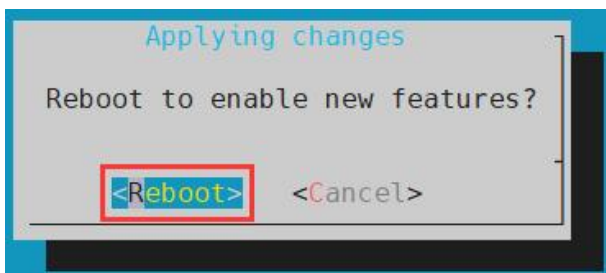 Applying changes
Reboot to enable new features?
<Reboot> <Cancel>